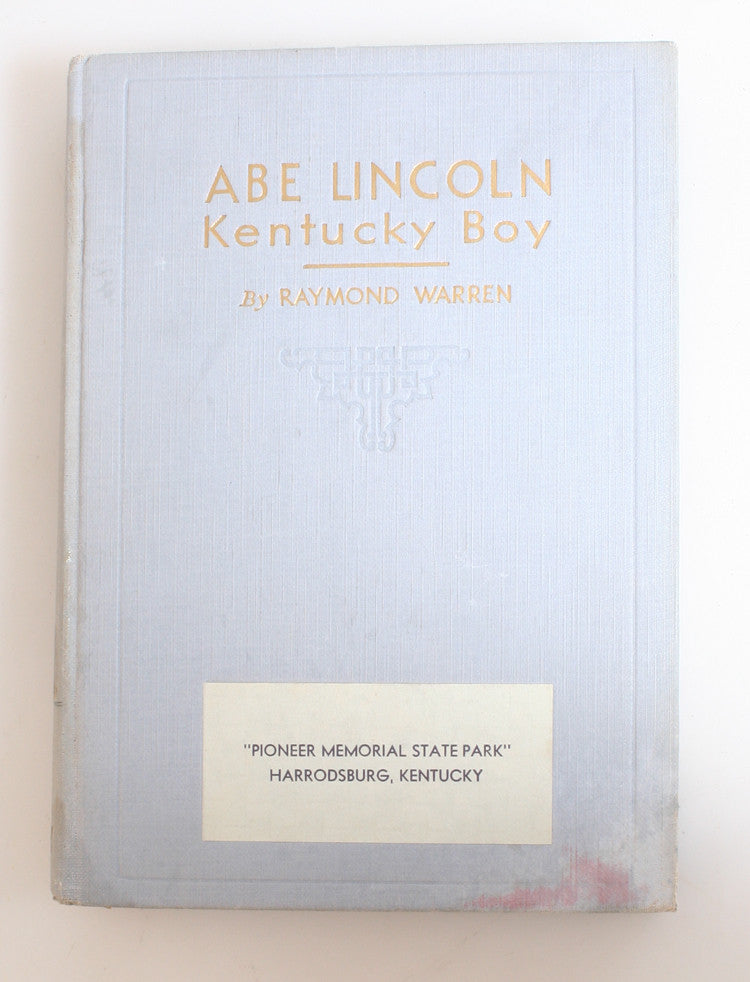 ABE LINCOLN
Kentucky Boy
By RAYMOND WARREN
"PIONEER MEMORIAL STATE PARK"
HARRODSBURG, KENTUCKY